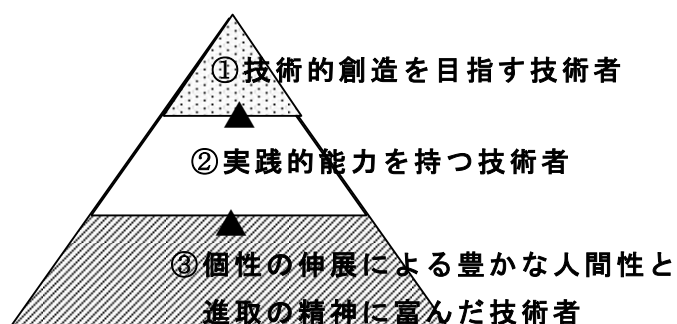 ①技術的創造を目指す技術者
②実践的能力を持つ技術者
③個性の伸展による豊かな人間性と
進取の精神に富んだ技術者